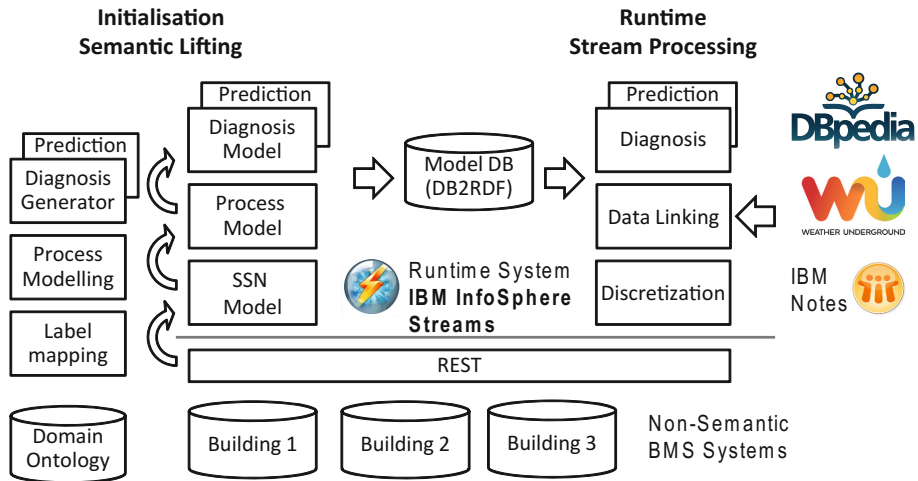 Initialisation
Semantic Lifting
Runtime
Stream Processing
Prediction
Diagnosis
Generator
Process
Modelling
Label
mapping
Domain
Ontology
Prediction
Diagnosis
Model
Process
Model
SSN
Model
Model DB
(DB2RDF)
Runtime System
IBM InfoSphere
Streams
Prediction
Diagnosis
Data Linking
Discretization
DBpedia
WU
WEATHER UNDERGROUND
IBM
Notes
REST
Building 1
Building 2
Building 3
Non-Semantic
BMS Systems